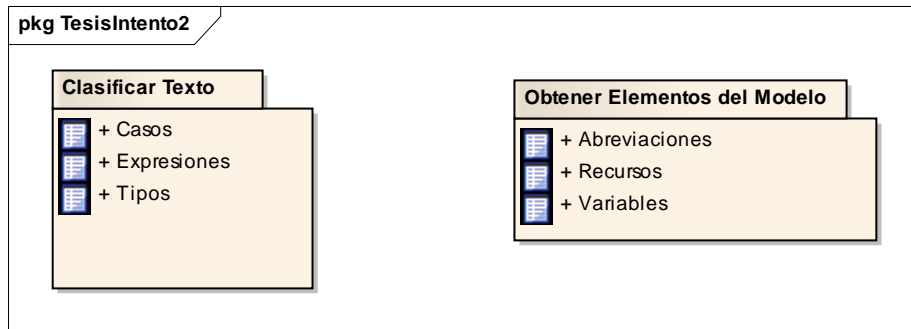 pkg TesisIntento2
Clasificar Texto
+ Casos
+ Expresiones
+ Tipos
Obtener Elementos del Modelo
+ Abreviaciones
+ Recursos
+ Variables